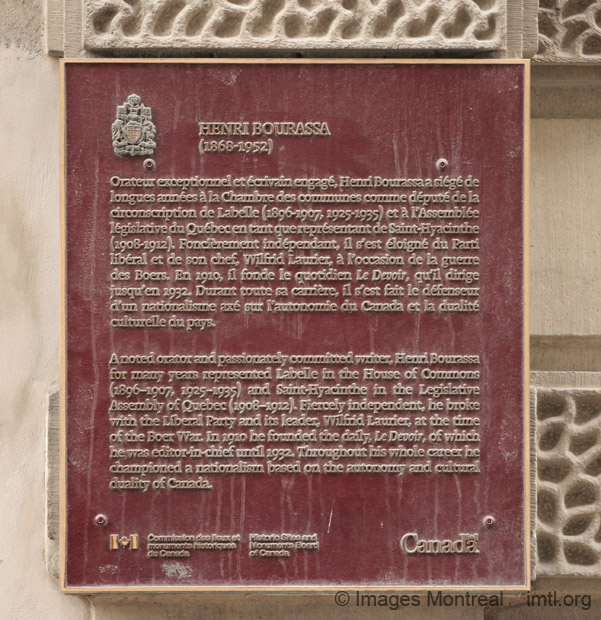 HENRI BOURASSA
(1868-1952)
Orateur exceptionnel et écrivain engagé, Henri Bourassa a siégé de
longues années à la Chambre des communes comme député de la
circonscription de Labelle (1896-1907, 1925-1935) et à l'Assemblée
législative du Québec en tant que représentant de Saint-Hyacinthe
(1908-1912). Foncièrement indépendant, il s'est éloigné du Parti
libéral et de son chef, Wilfrid Laurier, à l'occasion de la guerre
des Boers. En 1910, il fonde le quotidien Le Devoir, qu'il dirige
jusqu'en 1932. Durant toute sa carrière, il s'est fait le défenseur
d'un nationalisme axé sur l'autonomie du Canada et la dualité
culturelle du pays.
A noted orator and passionately committed writer, Henri Bourassa
for many years represented Labelle in the House of Commons
(1896-1907, 1925-1935) and Saint-Hyacinthe in the Legislative
Assembly of Quebec (1908-1912). Fiercely independent, he broke
with the Liberal Party and its leader, Wilfrid Laurier, at the time
of the Boer War. In 1910 he founded the daily, Le Devoir, of which
he was editor-in-chief until 1932. Throughout his whole career he
championed a nationalism based on the autonomy and cultural
duality of Canada.
Commission des lieux et
monuments historiques
du Canada
Historic Sites and
Monuments Board
of Canada
Canada
© Images Montreal . imtl.org